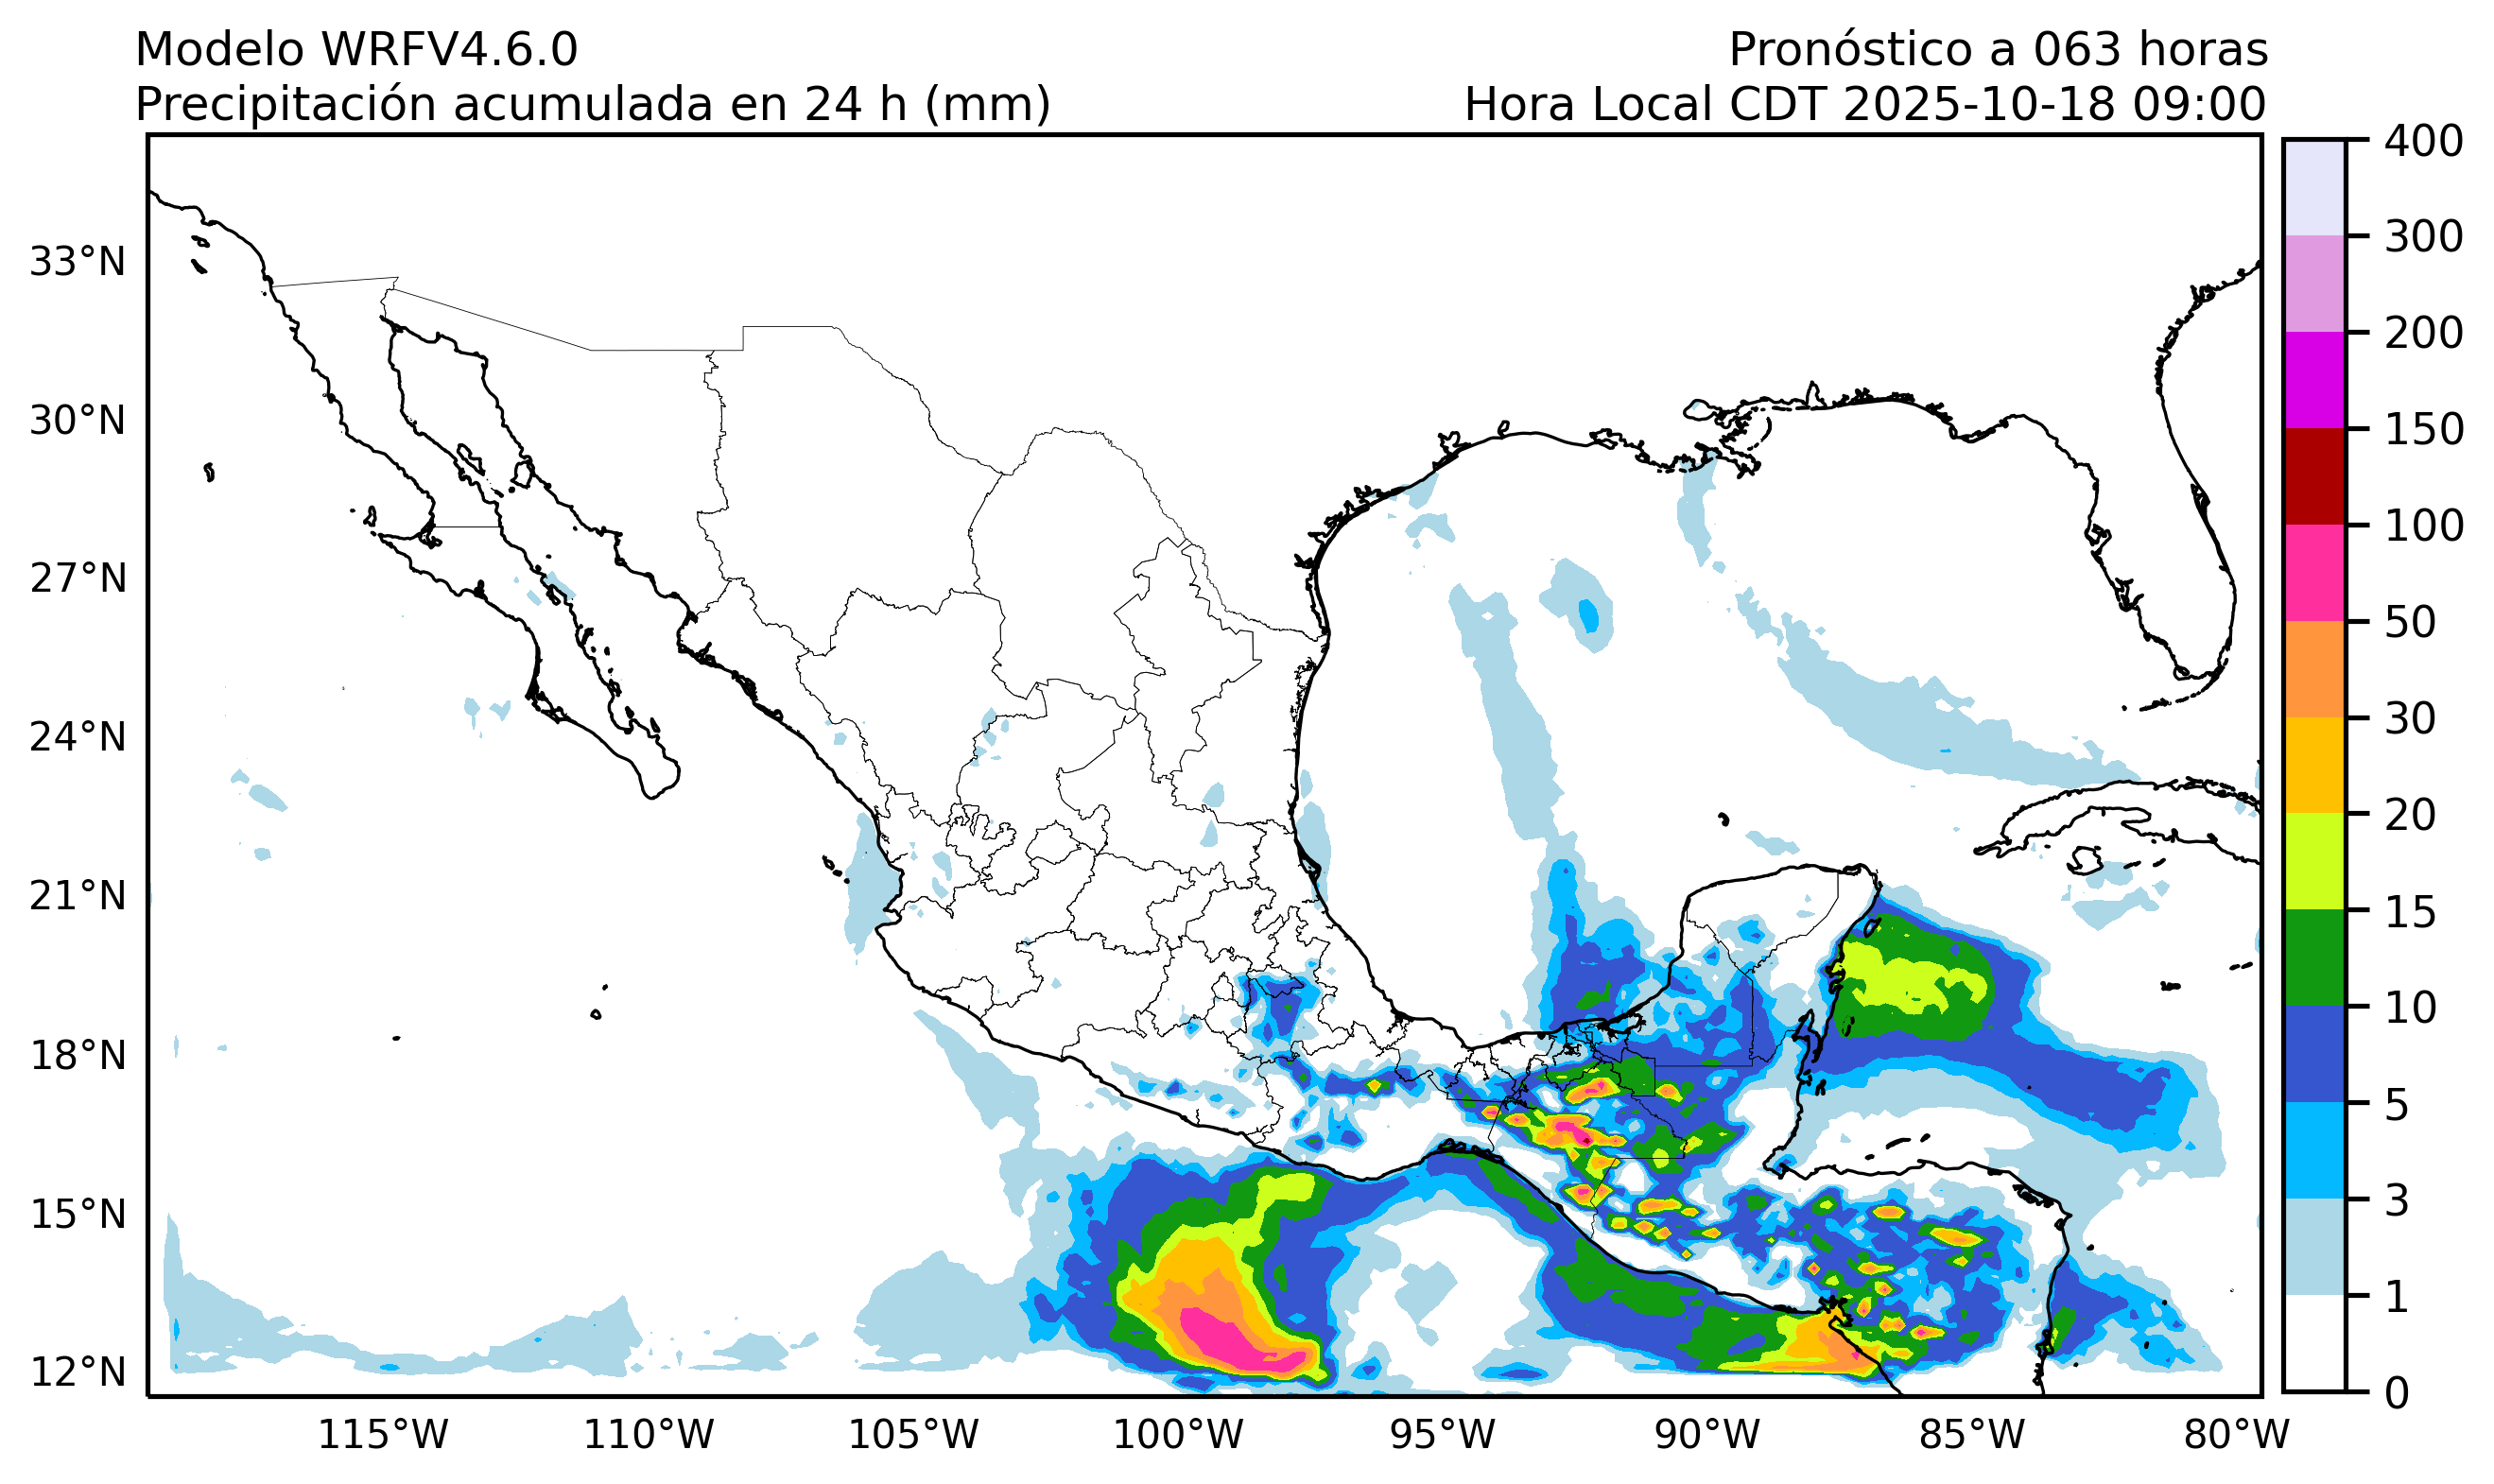 Modelo WRFV4.6.0
Pronóstico a 063 horas
Precipitación acumulada en 24 h (mm)
Hora Local CDT 2025-10-18 09:00
33°N
30°N
27°N
24°N
21°N
18°N
15°N
12°N
115°W
110°W
105°W
100°W
95°W
90°W
85°W
80°W
400
300
200
150
100
50
30
20
15
10
5
3
1
0